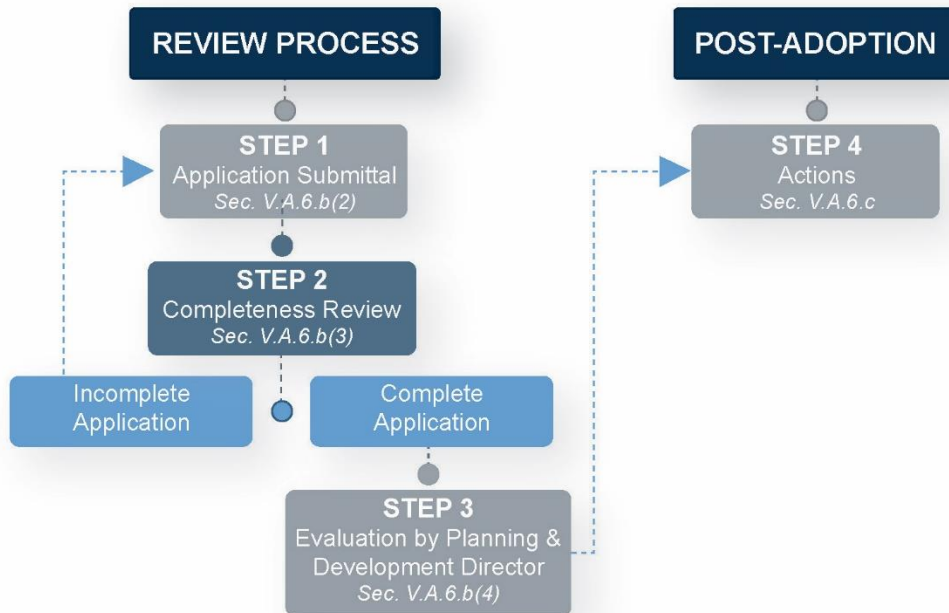 REVIEW PROCESS
STEP 1
Application Submittal
Sec. V.A.6.b(2)
STEP 2
Completeness Review
Sec. V.A.6.b(3)
Incomplete
Application
Complete
Application
STEP 3
Evaluation by Planning &
Development Director
Sec. V.A.6.b(4)
POST-ADOPTION
STEP 4
Actions
Sec. V.A.6.c